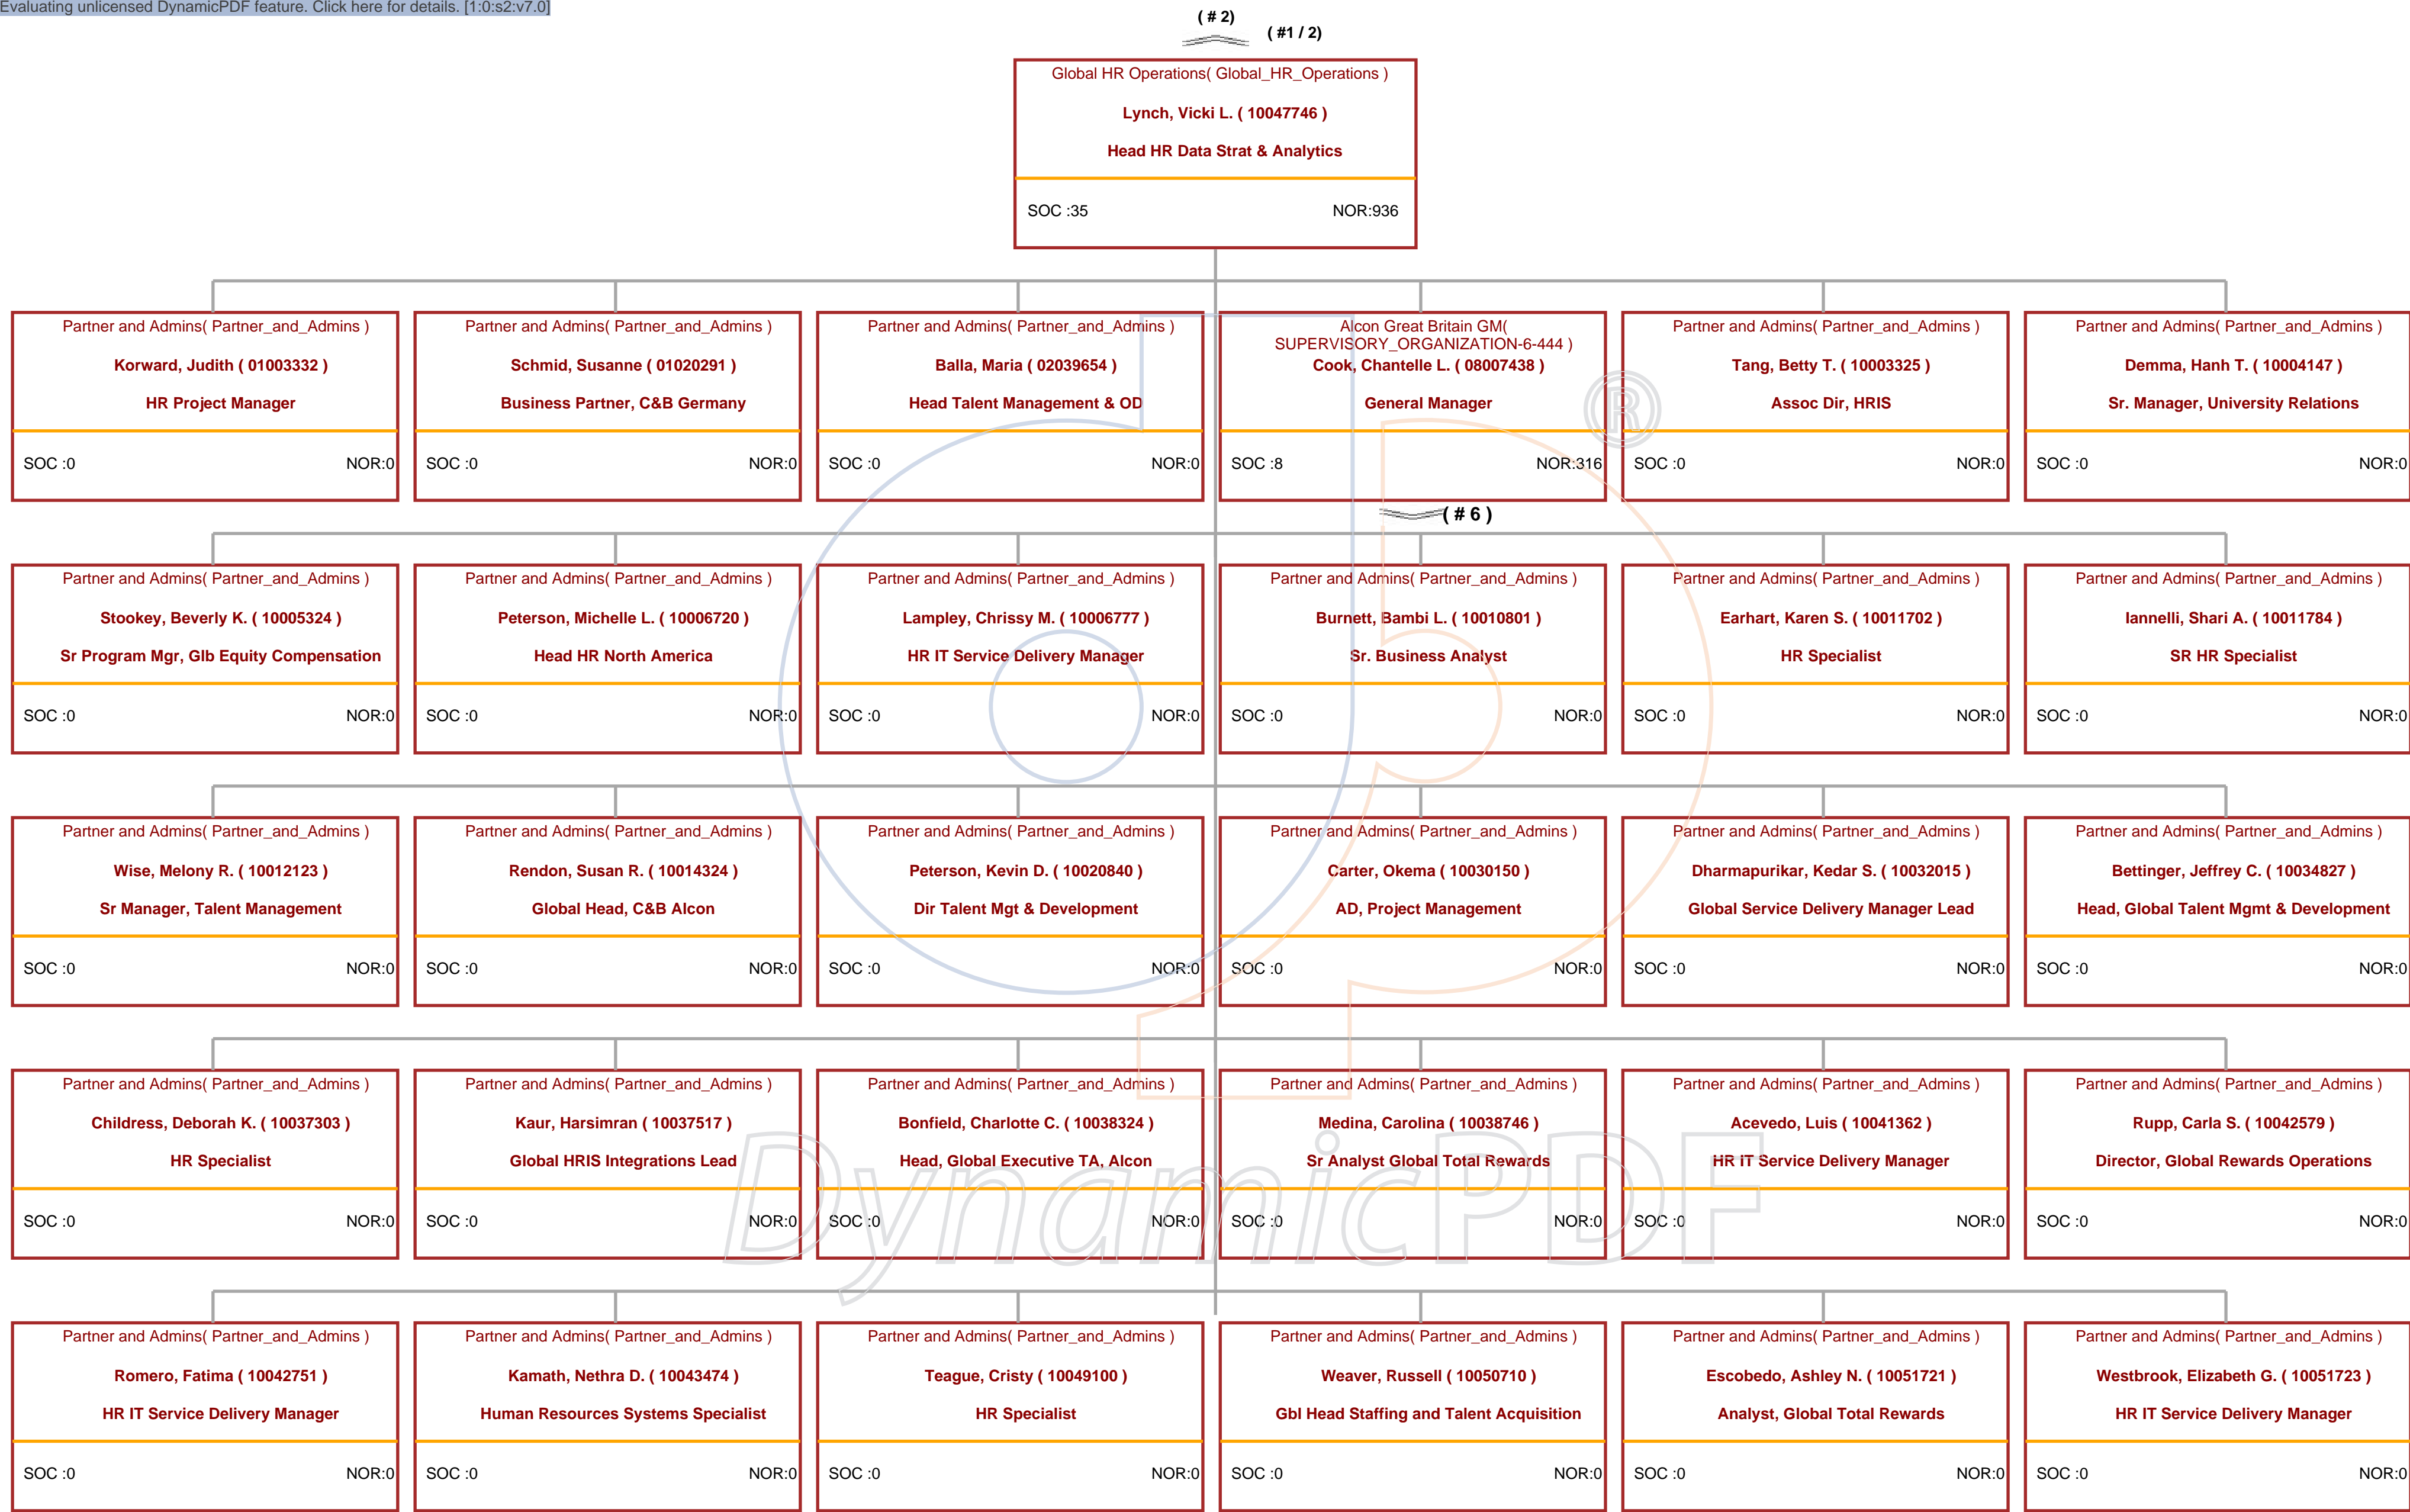 Evaluating unlicensed DynamicPDF feature. Click here for details. [1:0:s2:v7.0]
( # 2)
( #1 / 2)
Global HR Operations( Global_HR_Operations )
Lynch, Vicki L. ( 10047746 )
Head HR Data Strat & Analytics
SOC :35 NOR:936
Partner and Admins( Partner_and_Admins )
Korward, Judith ( 01003332 )
HR Project Manager
SOC :0 NOR:0
Partner and Admins( Partner_and_Admins )
Schmid, Susanne ( 01020291 )
Business Partner, C&B Germany
SOC :0 NOR:0
Partner and Admins( Partner_and_Admins )
Balla, Maria ( 02039654 )
Head Talent Management & OD
SOC :0 NOR:0
Alcon Great Britain GM(
SUPERVISORY_ORGANIZATION-6-444 )
Cook, Chantelle L. ( 08007438 )
General Manager
SOC :8 NOR:316
( # 6 )
Partner and Admins( Partner_and_Admins )
Tang, Betty T. ( 10003325 )
Assoc Dir, HRIS
SOC :0 NOR:0
Partner and Admins( Partner_and_Admins )
Demma, Hanh T. ( 10004147 )
Sr. Manager, University Relations
SOC :0 NOR:0
Partner and Admins( Partner_and_Admins )
Stookey, Beverly K. ( 10005324 )
Sr Program Mgr, Glb Equity Compensation
SOC :0 NOR:0
Partner and Admins( Partner_and_Admins )
Peterson, Michelle L. ( 10006720 )
Head HR North America
SOC :0 NOR:0
Partner and Admins( Partner_and_Admins )
Lampley, Chrissy M. ( 10006777 )
HR IT Service Delivery Manager
SOC :0 NOR:0
Partner and Admins( Partner_and_Admins )
Burnett, Bambi L. ( 10010801 )
Sr. Business Analyst
SOC :0 NOR:0
Partner and Admins( Partner_and_Admins )
Earhart, Karen S. ( 10011702 )
HR Specialist
SOC :0 NOR:0
Partner and Admins( Partner_and_Admins )
Iannelli, Shari A. ( 10011784 )
SR HR Specialist
SOC :0 NOR:0
Partner and Admins( Partner_and_Admins )
Wise, Melony R. ( 10012123 )
Sr Manager, Talent Management
SOC :0 NOR:0
Partner and Admins( Partner_and_Admins )
Rendon, Susan R. ( 10014324 )
Global Head, C&B Alcon
SOC :0 NOR:0
Partner and Admins( Partner_and_Admins )
Peterson, Kevin D. ( 10020840 )
Dir Talent Mgt & Development
SOC :0 NOR:0
Partner and Admins( Partner_and_Admins )
Carter, Okema ( 10030150 )
AD, Project Management
SOC :0 NOR:0
Partner and Admins( Partner_and_Admins )
Dharmapurikar, Kedar S. ( 10032015 )
Global Service Delivery Manager Lead
SOC :0 NOR:0
Partner and Admins( Partner_and_Admins )
Bettinger, Jeffrey C. ( 10034827 )
Head, Global Talent Mgmt & Development
SOC :0 NOR:0
Partner and Admins( Partner_and_Admins )
Childress, Deborah K. ( 10037303 )
HR Specialist
SOC :0 NOR:0
Partner and Admins( Partner_and_Admins )
Kaur, Harsimran ( 10037517 )
Global HRIS Integrations Lead
SOC :0 NOR:0
Partner and Admins( Partner_and_Admins )
Bonfield, Charlotte C. ( 10038324 )
Head, Global Executive TA, Alcon
SOC :0 NOR:0
Partner and Admins( Partner_and_Admins )
Medina, Carolina ( 10038746 )
Sr Analyst Global Total Rewards
SOC :0 NOR:0
Partner and Admins( Partner_and_Admins )
Acevedo, Luis ( 10041362 )
HR IT Service Delivery Manager
SOC :0 NOR:0
Partner and Admins( Partner_and_Admins )
Rupp, Carla S. ( 10042579 )
Director, Global Rewards Operations
SOC :0 NOR:0
Partner and Admins( Partner_and_Admins )
Romero, Fatima ( 10042751 )
HR IT Service Delivery Manager
SOC :0 NOR:0
Partner and Admins( Partner_and_Admins )
Kamath, Nethra D. ( 10043474 )
Human Resources Systems Specialist
SOC :0 NOR:0
Partner and Admins( Partner_and_Admins )
Teague, Cristy ( 10049100 )
HR Specialist
SOC :0 NOR:0
Partner and Admins( Partner_and_Admins )
Weaver, Russell ( 10050710 )
Gbl Head Staffing and Talent Acquisition
SOC :0 NOR:0
Partner and Admins( Partner_and_Admins )
Escobedo, Ashley N. ( 10051721 )
Analyst, Global Total Rewards
SOC :0 NOR:0
Partner and Admins( Partner_and_Admins )
Westbrook, Elizabeth G. ( 10051723 )
HR IT Service Delivery Manager
SOC :0 NOR:0
®
DynamicPDF